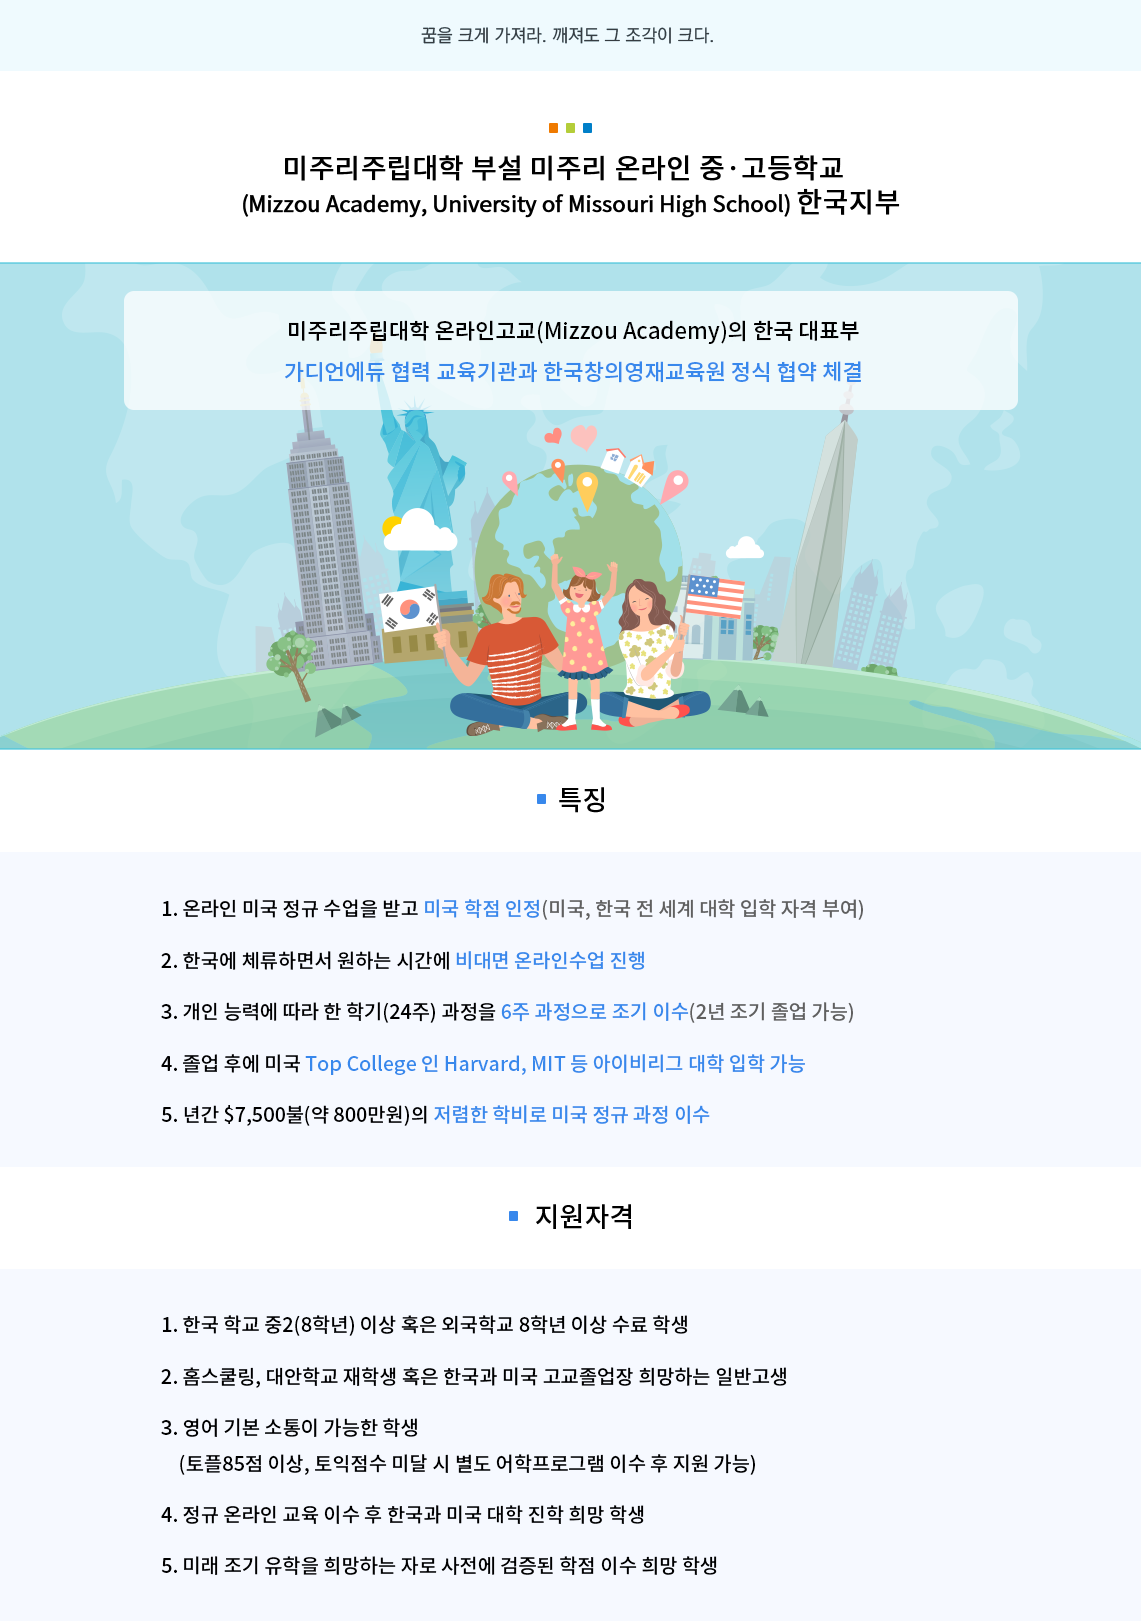 꿈을 크게 가져라. 깨져도 그 조각이 크다.
미주리주립대학 부설 미주리 온라인 중·고등학교
(Mizzou Academy, University of Missouri High School) 한국지부
미주리주립대학 온라인고교(Mizzou Academy)의 한국 대표부
가디언에듀 협력 교육기관과 한국창의영재교육원 정식 협약 체결
특징
1. 온라인 미국 정규 수업을 받고 미국 학점 인정(미국, 한국 전 세계 대학 입학 자격 부여)
2. 한국에 체류하면서 원하는 시간에 비대면 온라인수업 진행
3. 개인 능력에 따라 한 학기(24주) 과정을 6주 과정으로 조기 이수(2년 조기 졸업 가능)
4. 졸업 후에 미국 Top College 인 Harvard, MIT 등 아이비리그 대학 입학 가능
5. 년간 $7,500불(약 800만원)의 저렴한 학비로 미국 정규 과정 이수
지원자격
1. 한국 학교 중2(8학년) 이상 혹은 외국학교 8학년 이상 수료 학생
2. 홈스쿨링, 대안학교 재학생 혹은 한국과 미국 고교졸업장 희망하는 일반고생
3. 영어 기본 소통이 가능한 학생
(토플85점 이상, 토익점수 미달 시 별도 어학프로그램 이수 후 지원 가능)
4. 정규 온라인 교육 이수 후 한국과 미국 대학 진학 희망 학생
5. 미래 조기 유학을 희망하는 자로 사전에 검증된 학점 이수 희망 학생